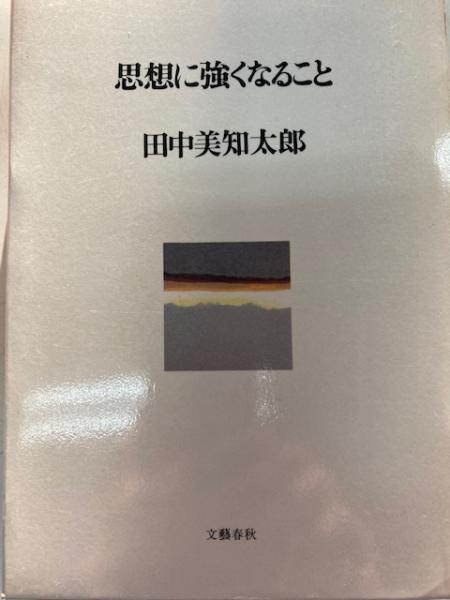 思想に強くなること
田中美知太郎
文藝春秋